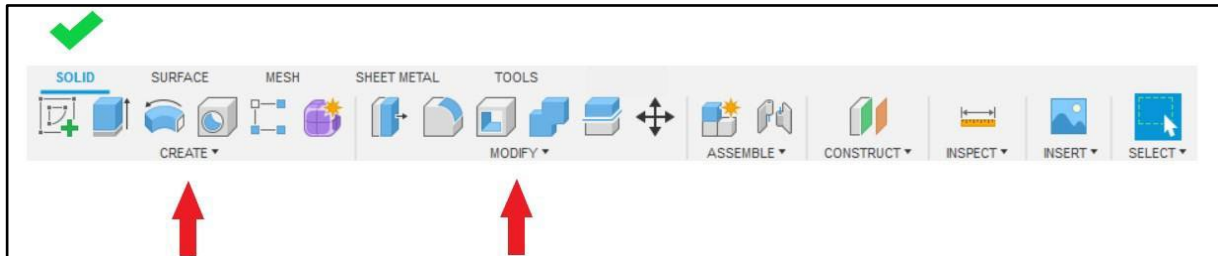 SOLID SURFACE MESH SHEET METAL TOOLS
CREATE ▾ MODIFY ▾ ASSEMBLE ▾ CONSTRUCT ▾ INSPECT ▾ INSERT ▾ SELECT ▾